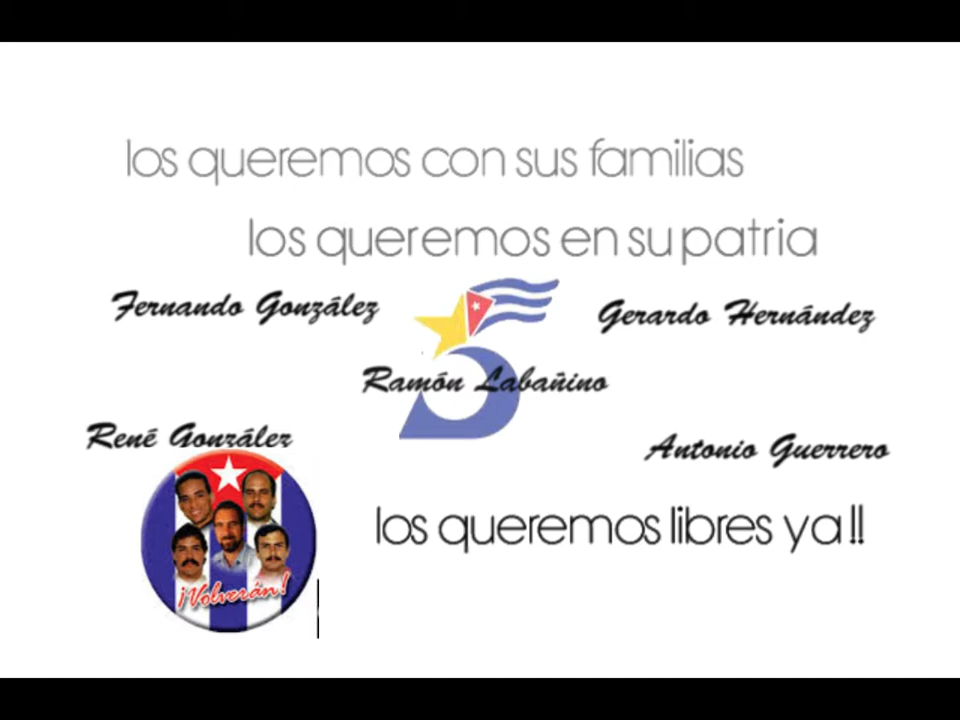 los queremos con sus familias
los queremos en su patria
Fernando González
Gerardo Hernández
5
Ramón Labañino
René González
Antonio Guerrero
los queremos libres ya!!
¡Volverán!